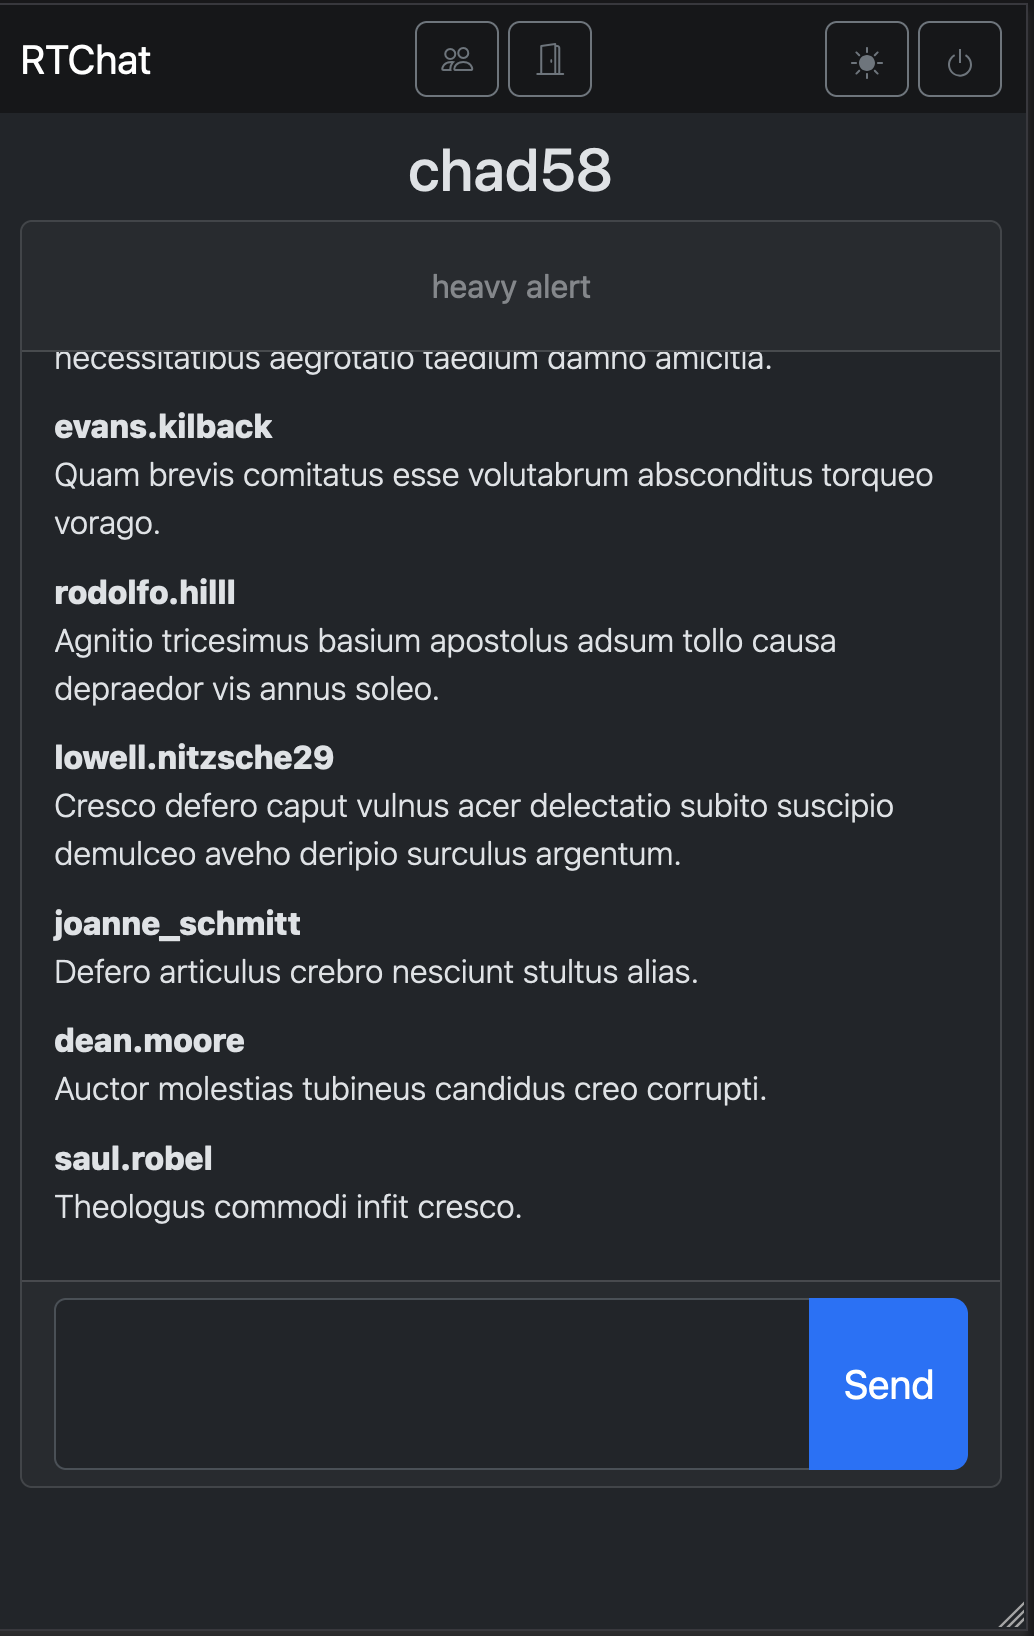 RTChat
chad58
heavy alert
necessitatibus aegrotatio taedium damno amicitia.
evans.kilback
Quam brevis comitatus esse volutabrum absconditus torqueo
vorago.
rodolfo.hilll
Agnitio tricesimus basium apostolus adsum tollo causa
depraedor vis annus soleo.
lowell.nitzsche29
Cresco defero caput vulnus acer delectatio subito suscipio
demulceo aveho deripio surculus argentum.
joanne_schmitt
Defero articulus crebro nesciunt stultus alias.
dean.moore
Auctor molestias tubineus candidus creo corrupti.
saul.robel
Theologus commodi infit cresco.
Send